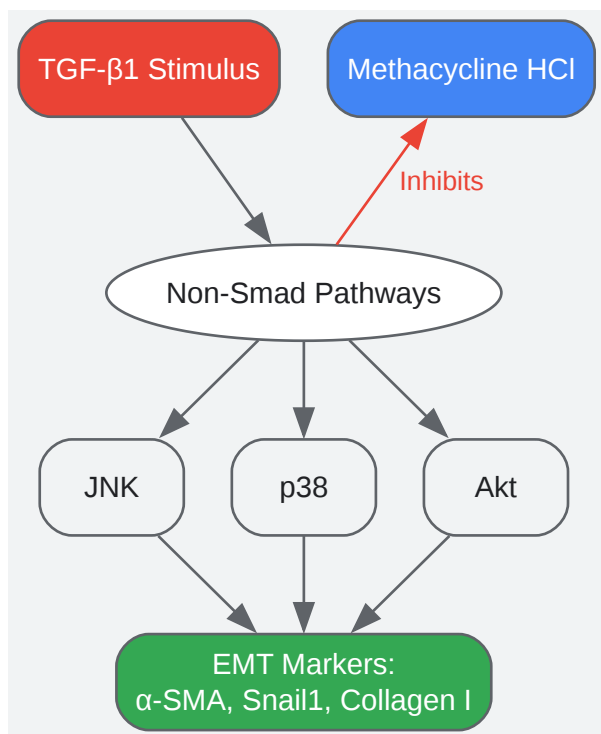 TGF-β1 Stimulus
Methacycline HCl
Inhibits
Non-Smad Pathways
JNK
p38
Akt
EMT Markers:
α-SMA, Snail1, Collagen I